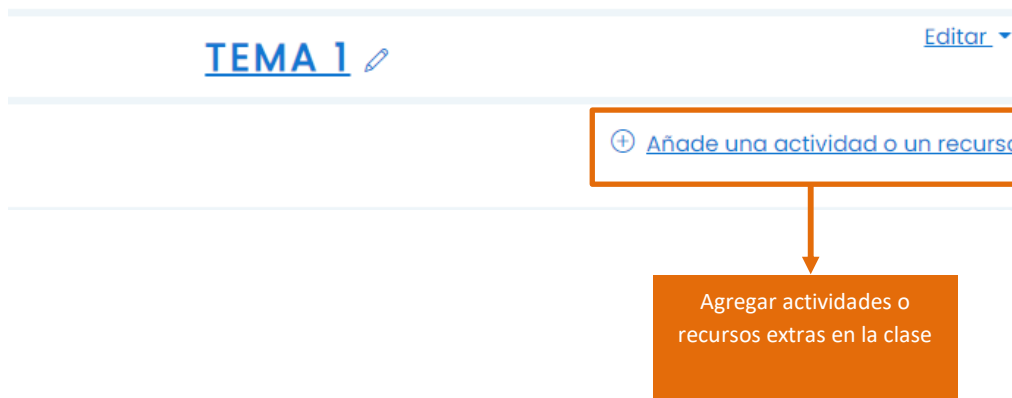 TEMA 1
Editar
Añade una actividad o un recurso
Agregar actividades o
recursos extras en la clase